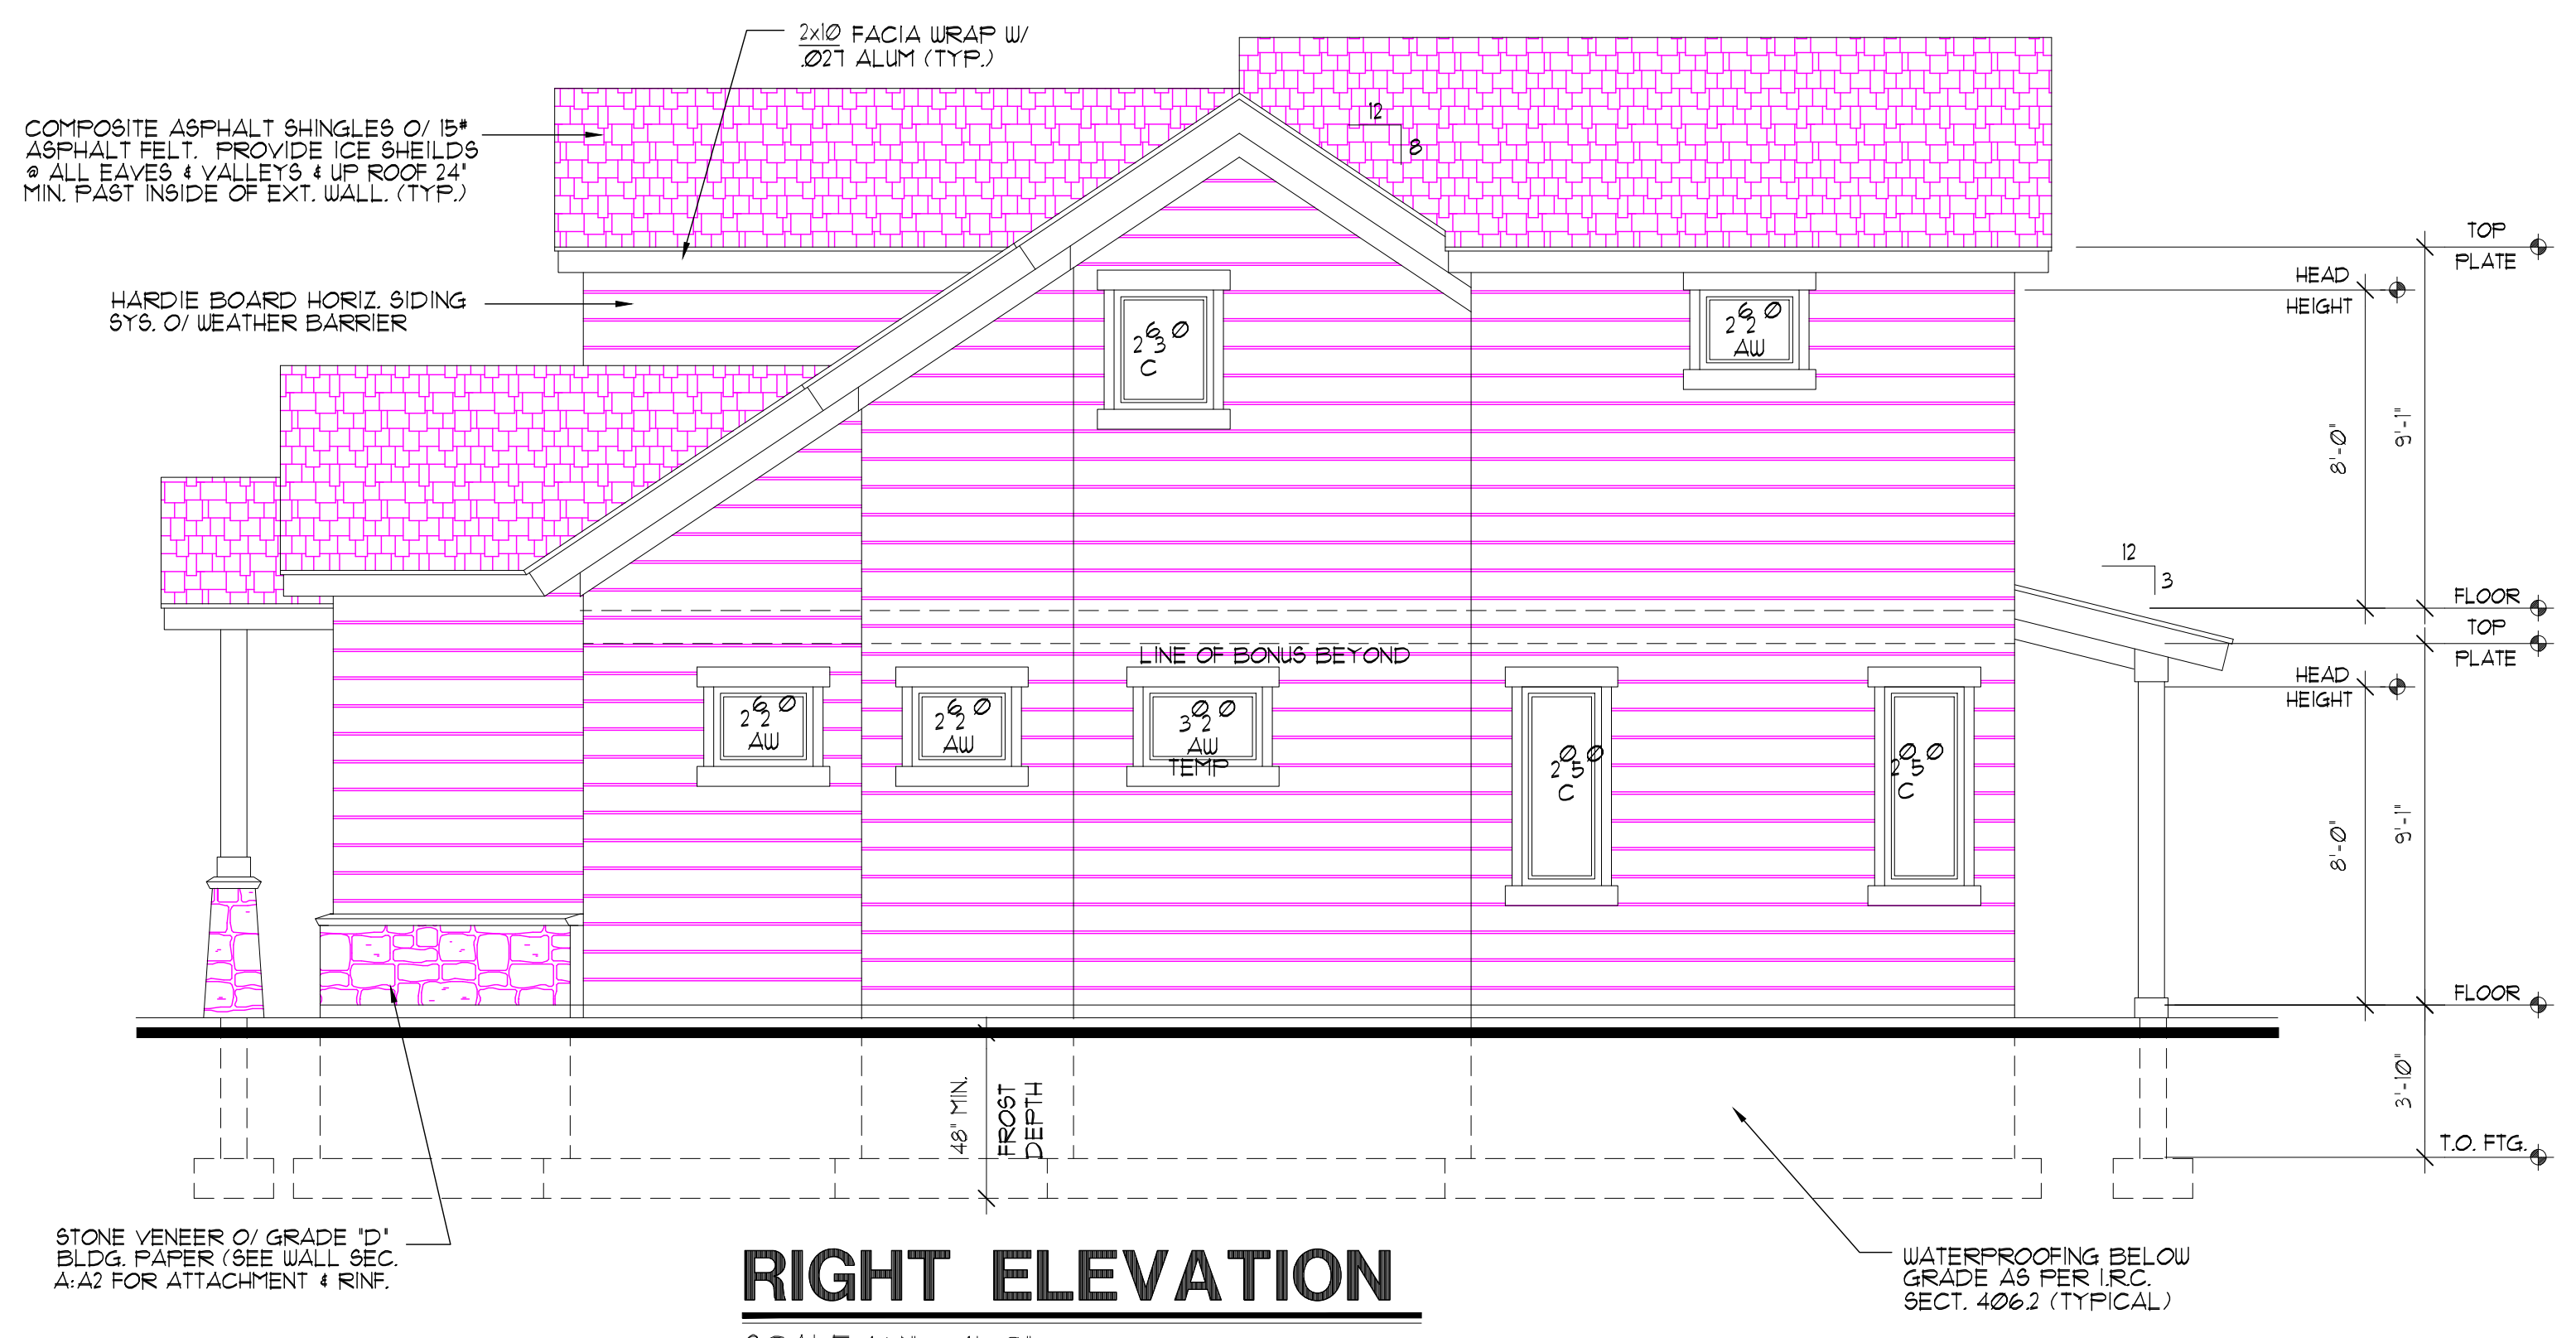 2x10 FACIA WRAP W/
.027 ALUM (TYP.)
COMPOSITE ASPHALT SHINGLES O/ 15#
ASPHALT FELT. PROVIDE ICE SHEILDS
@ ALL EAVES & VALLEYS & UP ROOF 24"
MIN. PAST INSIDE OF EXT. WALL. (TYP.)
HARDIE BOARD HORIZ. SIDING
SYS. O/ WEATHER BARRIER
12
8
TOP
PLATE
HEAD
HEIGHT
2 6 3 0
C
2 6 2 0
AW
8'-0"
9'-1"
12
3
FLOOR
TOP
PLATE
LINE OF BONUS BEYOND
HEAD
HEIGHT
2 6 2 0
AW
2 6 2 0
AW
3 0 2 0
AW
TEMP
2 0 5 0
C
2 0 5 0
C
8'-0"
9'-1"
FLOOR
48" MIN.
FROST
DEPTH
3'-10"
T.O. FTG.
STONE VENEER O/ GRADE "D"
BLDG. PAPER (SEE WALL SEC.
A:A2 FOR ATTACHMENT & RINF.
RIGHT ELEVATION
WATERPROOFING BELOW
GRADE AS PER I.R.C.
SECT. 406.2 (TYPICAL)